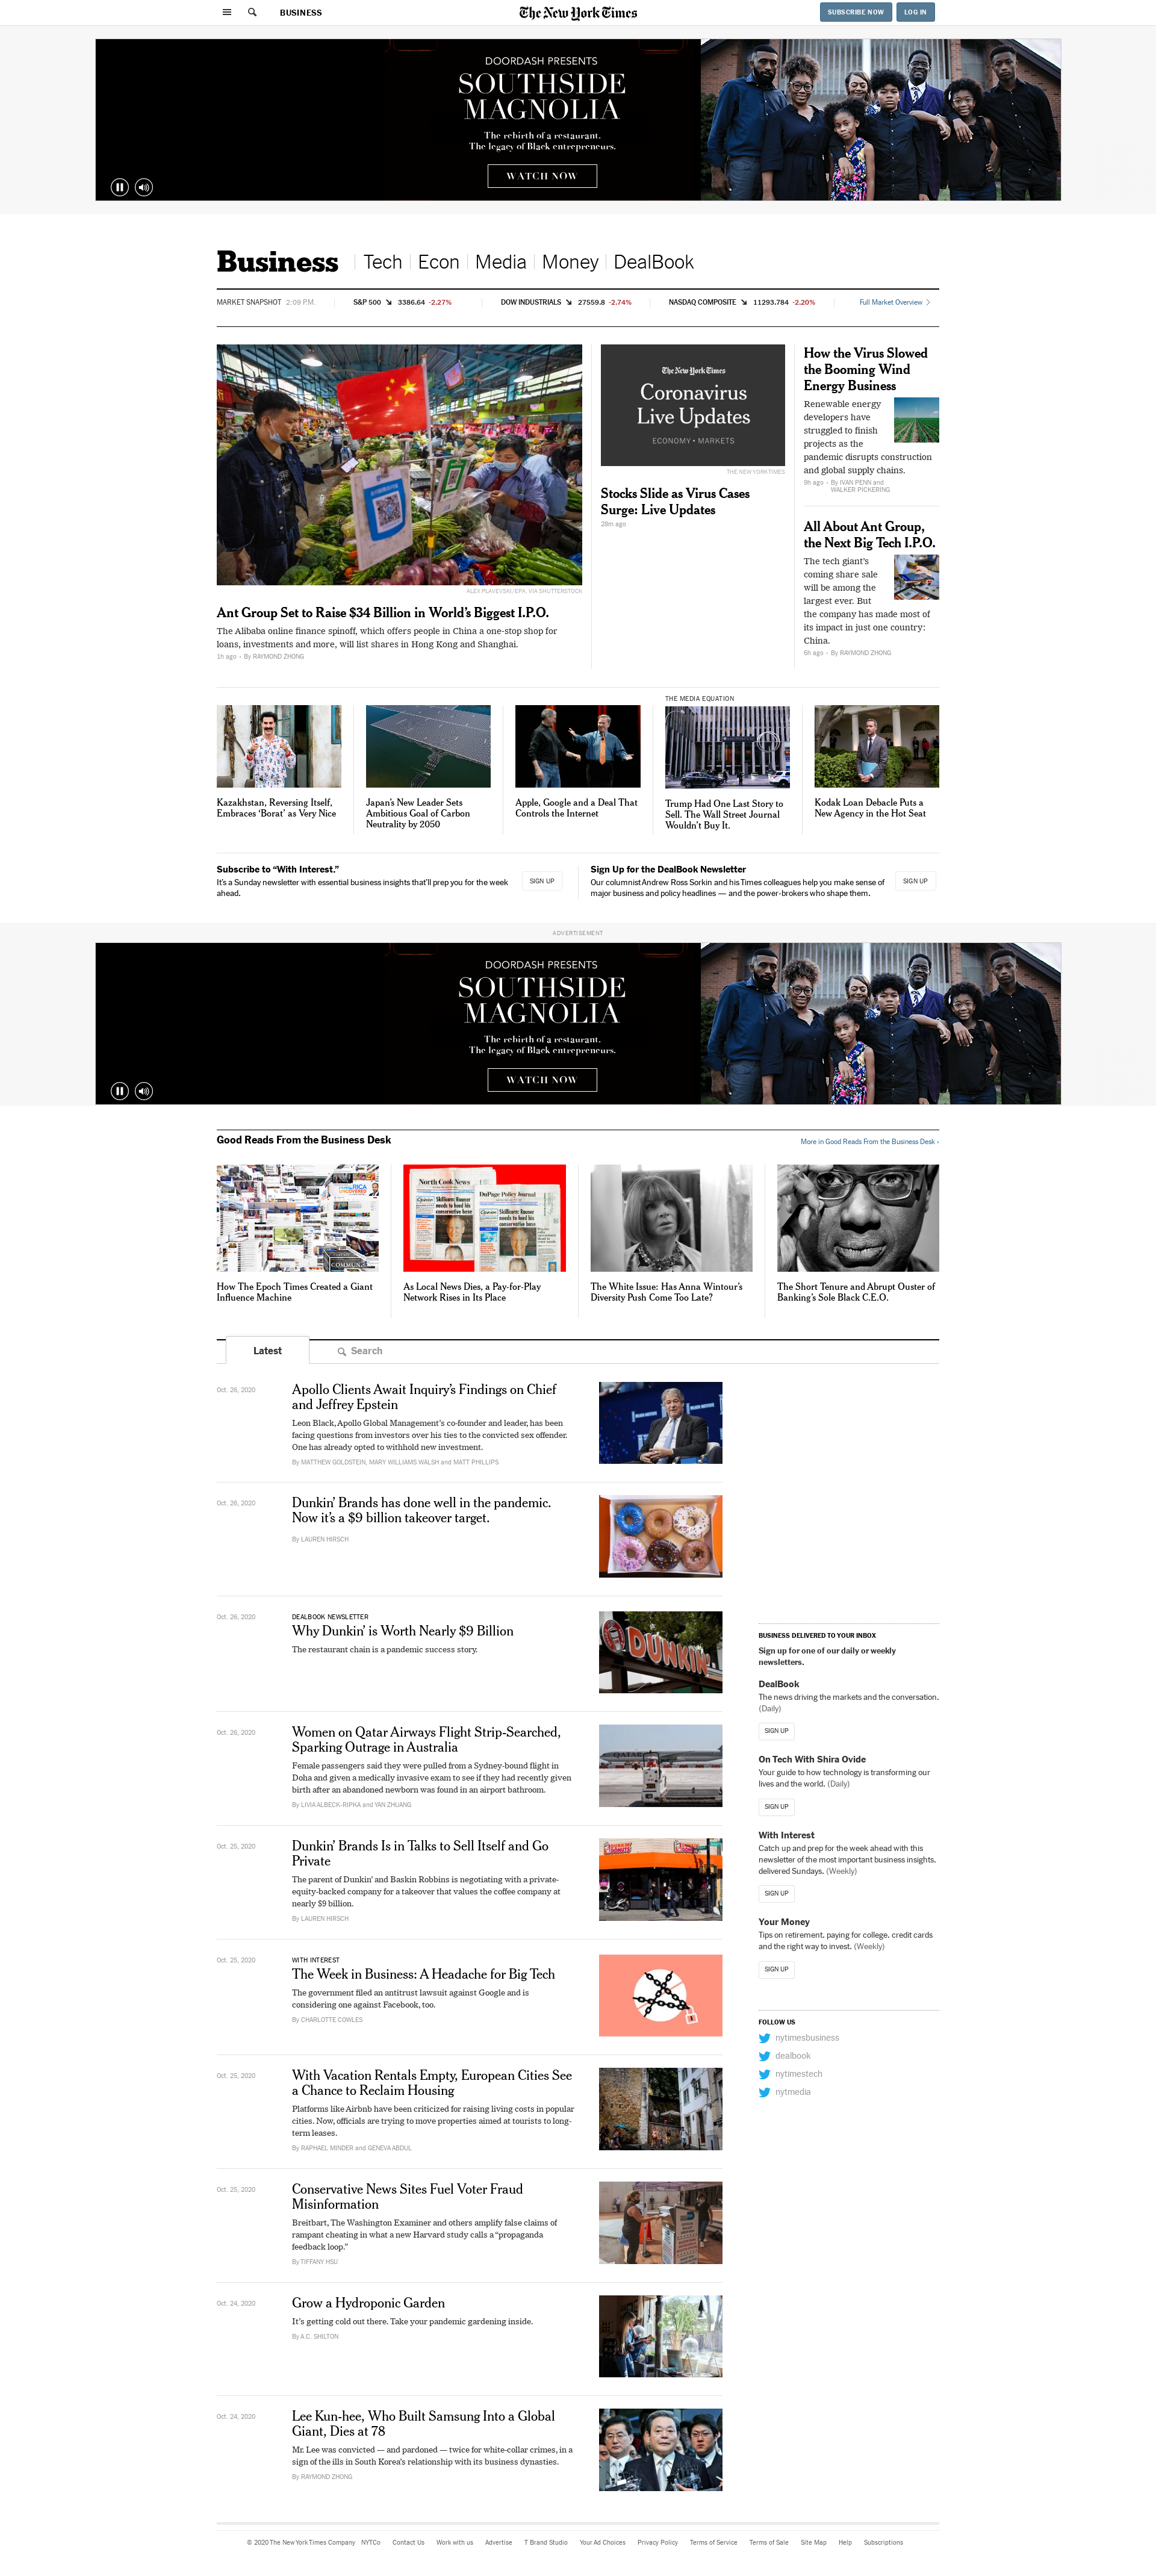 BUSINESS
The New York Times
SUBSCRIBE NOW
LOG IN
DOORDASH PRESENTS
SOUTHSIDE
MAGNOLIA
The rebirth of a restaurant.
The legacy of Black entrepreneurs.
WATCH NOW
Business
Tech
Econ
Media
Money
DealBook
MARKET SNAPSHOT 2:09 P.M.
S&P 500 3386.64 -2.27%
DOW INDUSTRIALS 27559.8 -2.74%
NASDAQ COMPOSITE 11293.784 -2.20%
Full Market Overview
ALEX PLAVEVSKI/EPA, VIA SHUTTERSTOCK
Ant Group Set to Raise $34 Billion in World's Biggest I.P.O.
The Alibaba online finance spinoff, which offers people in China a one-stop shop for
loans, investments and more, will list shares in Hong Kong and Shanghai.
1h ago • By RAYMOND ZHONG
The New York Times
Coronavirus
Live Updates
ECONOMY • MARKETS
THE NEW YORK TIMES
Stocks Slide as Virus Cases
Surge: Live Updates
28m ago
How the Virus Slowed
the Booming Wind
Energy Business
Renewable energy
developers have
struggled to finish
projects as the
pandemic disrupts construction
and global supply chains.
9h ago • By IVAN PENN and
WALKER PICKERING
All About Ant Group,
the Next Big Tech I.P.O.
The tech giant's
coming share sale
will be among the
largest ever. But
the company has made most of
its impact in just one country:
China.
6h ago • By RAYMOND ZHONG
Kazakhstan, Reversing Itself,
Embraces 'Borat' as Very Nice
Japan's New Leader Sets
Ambitious Goal of Carbon
Neutrality by 2050
Apple, Google and a Deal That
Controls the Internet
THE MEDIA EQUATION
Trump Had One Last Story to
Sell. The Wall Street Journal
Wouldn't Buy It.
Kodak Loan Debacle Puts a
New Agency in the Hot Seat
Subscribe to “With Interest.”
It's a Sunday newsletter with essential business insights that'll prep you for the week
ahead.
SIGN UP
Sign Up for the DealBook Newsletter
Our columnist Andrew Ross Sorkin and his Times colleagues help you make sense of
major business and policy headlines — and the power-brokers who shape them.
SIGN UP
ADVERTISEMENT
DOORDASH PRESENTS
SOUTHSIDE
MAGNOLIA
The rebirth of a restaurant.
The legacy of Black entrepreneurs.
WATCH NOW
Good Reads From the Business Desk
More in Good Reads From the Business Desk ›
North Cook News
DuPage Policy Journal
How The Epoch Times Created a Giant
Influence Machine
As Local News Dies, a Pay-for-Play
Network Rises in Its Place
The White Issue: Has Anna Wintour's
Diversity Push Come Too Late?
The Short Tenure and Abrupt Ouster of
Banking's Sole Black C.E.O.
Latest
Search
Oct. 26, 2020
Apollo Clients Await Inquiry's Findings on Chief
and Jeffrey Epstein
Leon Black, Apollo Global Management's co-founder and leader, has been
facing questions from investors over his ties to the convicted sex offender.
One has already opted to withhold new investment.
By MATTHEW GOLDSTEIN, MARY WILLIAMS WALSH and MATT PHILLIPS
Oct. 26, 2020
Dunkin' Brands has done well in the pandemic.
Now it's a $9 billion takeover target.
By LAUREN HIRSCH
Oct. 26, 2020
DEALBOOK NEWSLETTER
Why Dunkin' is Worth Nearly $9 Billion
The restaurant chain is a pandemic success story.
DUNKIN'
Oct. 26, 2020
Women on Qatar Airways Flight Strip-Searched,
Sparking Outrage in Australia
Female passengers said they were pulled from a Sydney-bound flight in
Doha and given a medically invasive exam to see if they had recently given
birth after an abandoned newborn was found in an airport bathroom.
By LIVIA ALBECK-RIPKA and YAN ZHUANG
QATAR
Oct. 25, 2020
Dunkin' Brands Is in Talks to Sell Itself and Go
Private
The parent of Dunkin' and Baskin Robbins is negotiating with a private-
equity-backed company for a takeover that values the coffee company at
nearly $9 billion.
By LAUREN HIRSCH
Oct. 25, 2020
WITH INTEREST
The Week in Business: A Headache for Big Tech
The government filed an antitrust lawsuit against Google and is
considering one against Facebook, too.
By CHARLOTTE COWLES
Oct. 25, 2020
With Vacation Rentals Empty, European Cities See
a Chance to Reclaim Housing
Platforms like Airbnb have been criticized for raising living costs in popular
cities. Now, officials are trying to move properties aimed at tourists to long-
term leases.
By RAPHAEL MINDER and GENEVA ABDUL
Oct. 25, 2020
Conservative News Sites Fuel Voter Fraud
Misinformation
Breitbart, The Washington Examiner and others amplify false claims of
rampant cheating in what a new Harvard study calls a “propaganda
feedback loop.”
By TIFFANY HSU
Oct. 24, 2020
Grow a Hydroponic Garden
It's getting cold out there. Take your pandemic gardening inside.
By A.C. SHILTON
Oct. 24, 2020
Lee Kun-hee, Who Built Samsung Into a Global
Giant, Dies at 78
Mr. Lee was convicted — and pardoned — twice for white-collar crimes, in a
sign of the ills in South Korea's relationship with its business dynasties.
By RAYMOND ZHONG
BUSINESS DELIVERED TO YOUR INBOX
Sign up for one of our daily or weekly
newsletters.
DealBook
The news driving the markets and the conversation.
(Daily)
SIGN UP
On Tech With Shira Ovide
Your guide to how technology is transforming our
lives and the world. (Daily)
SIGN UP
With Interest
Catch up and prep for the week ahead with this
newsletter of the most important business insights,
delivered Sundays. (Weekly)
SIGN UP
Your Money
Tips on retirement, paying for college, credit cards
and the right way to invest. (Weekly)
SIGN UP
FOLLOW US
nytimesbusiness
dealbook
nytimestech
nytmedia
© 2020 The New York Times Company NYTCo Contact Us Work with us Advertise T Brand Studio Your Ad Choices Privacy Policy Terms of Service Terms of Sale Site Map Help Subscriptions